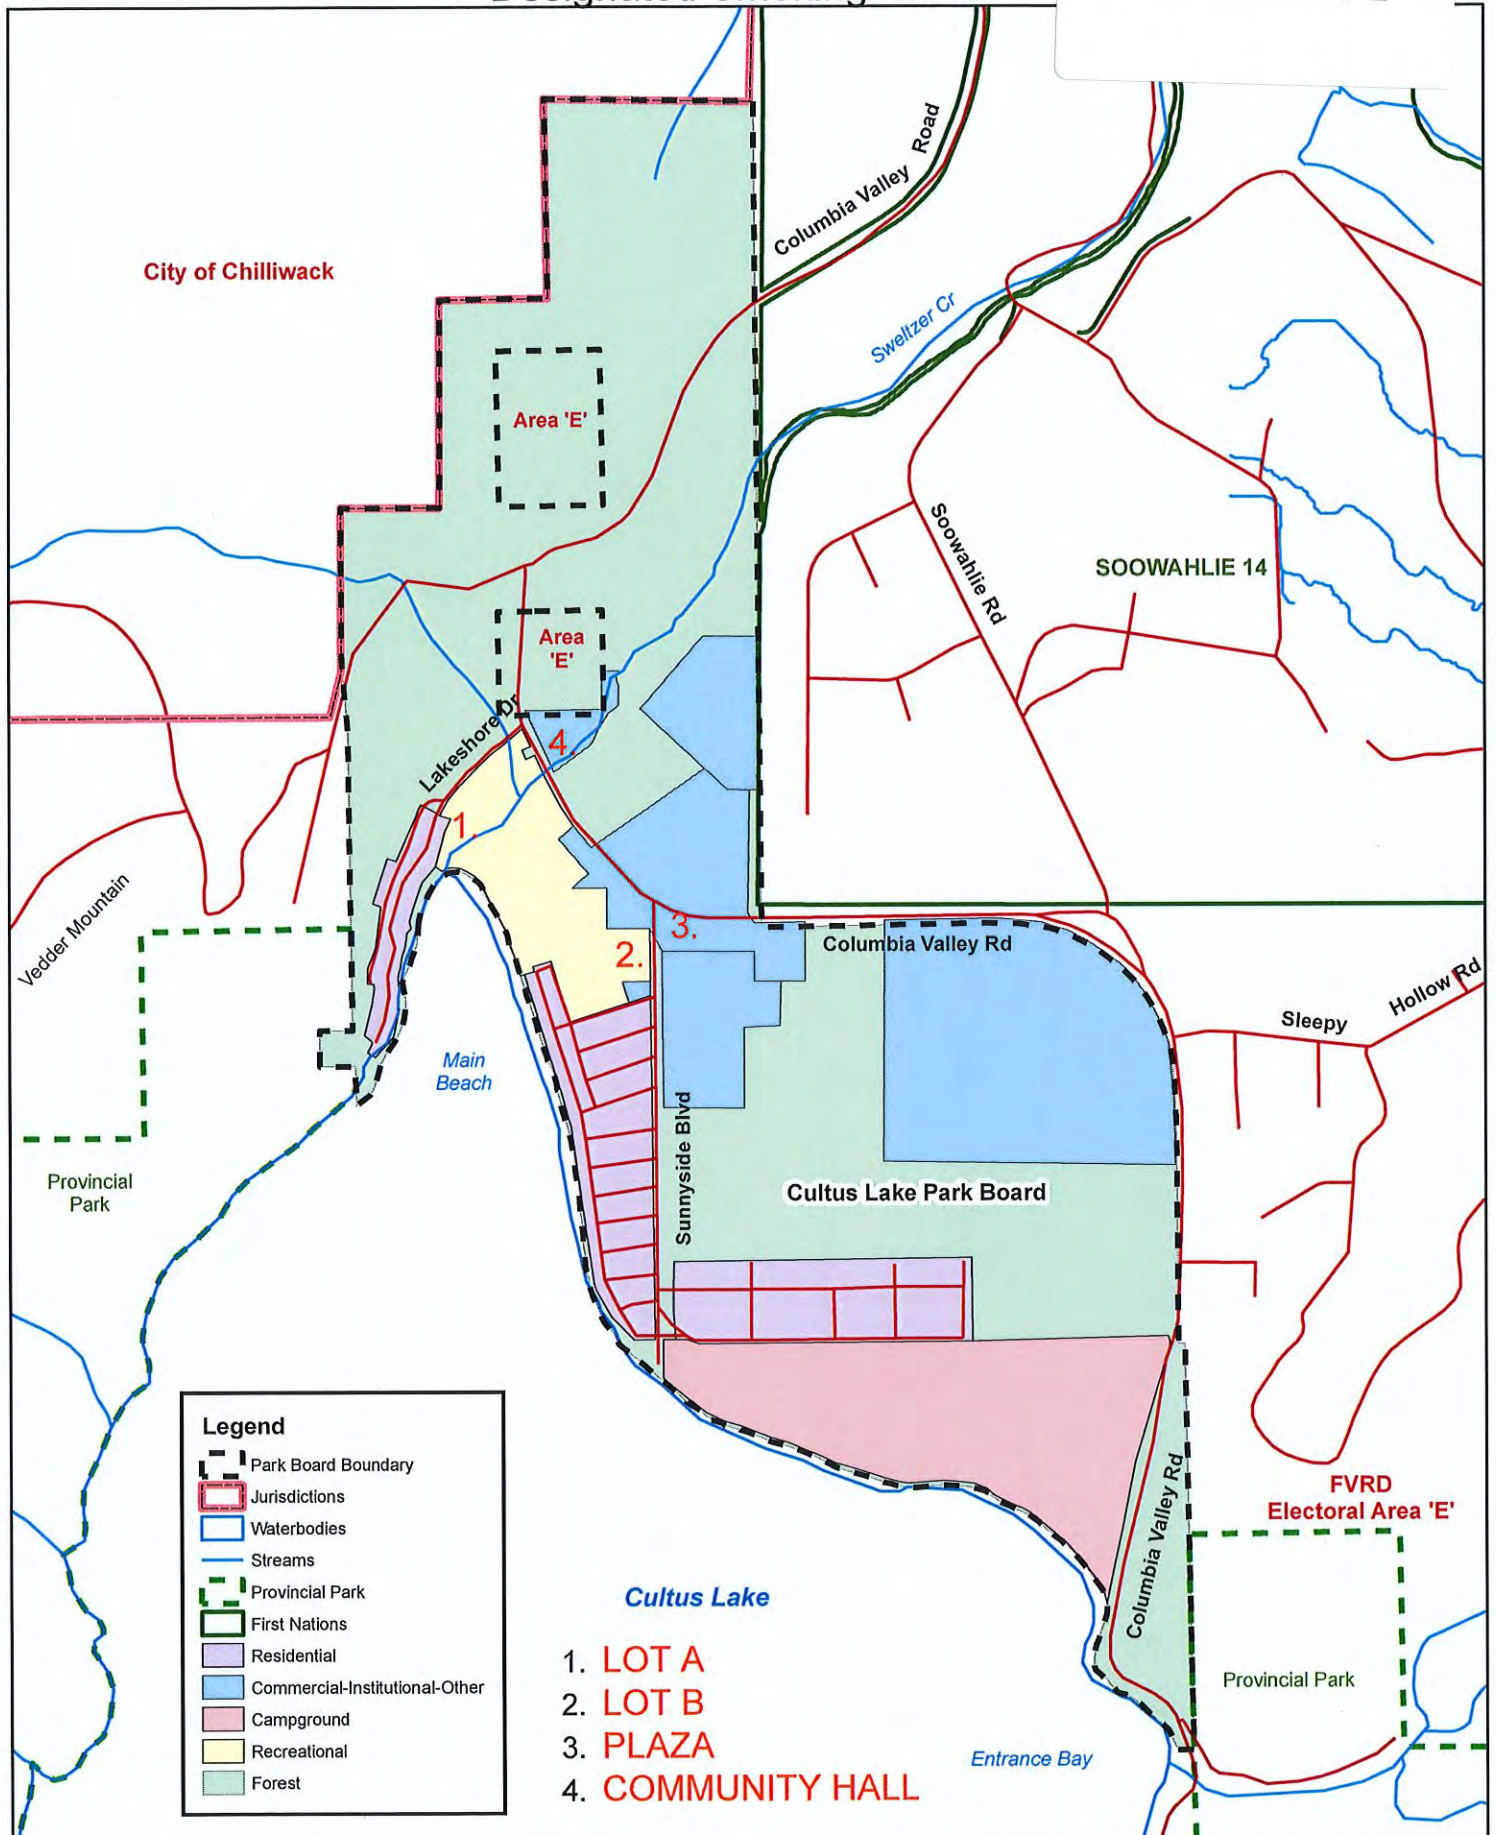 Designated Smoking
Columbia Valley Road
City of Chilliwack
Sweltzer Cr
Area 'E'
Soowahlie Rd
SOOWAHLIE 14
Area
'E'
Lakeshore Dr
4.
1.
Vedder Mountain
3.
2.
Columbia Valley Rd
Hollow Rd
Sleepy
Main
Beach
Sunnyside Blvd
Provincial
Park
Cultus Lake Park Board
Legend
Park Board Boundary
Jurisdictions
Waterbodies
Streams
Provincial Park
First Nations
Residential
Commercial-Institutional-Other
Campground
Recreational
Forest
FVRD
Electoral Area 'E'
Columbia Valley Rd
Cultus Lake
1. LOT A
2. LOT B
3. PLAZA
4. COMMUNITY HALL
Provincial Park
Entrance Bay